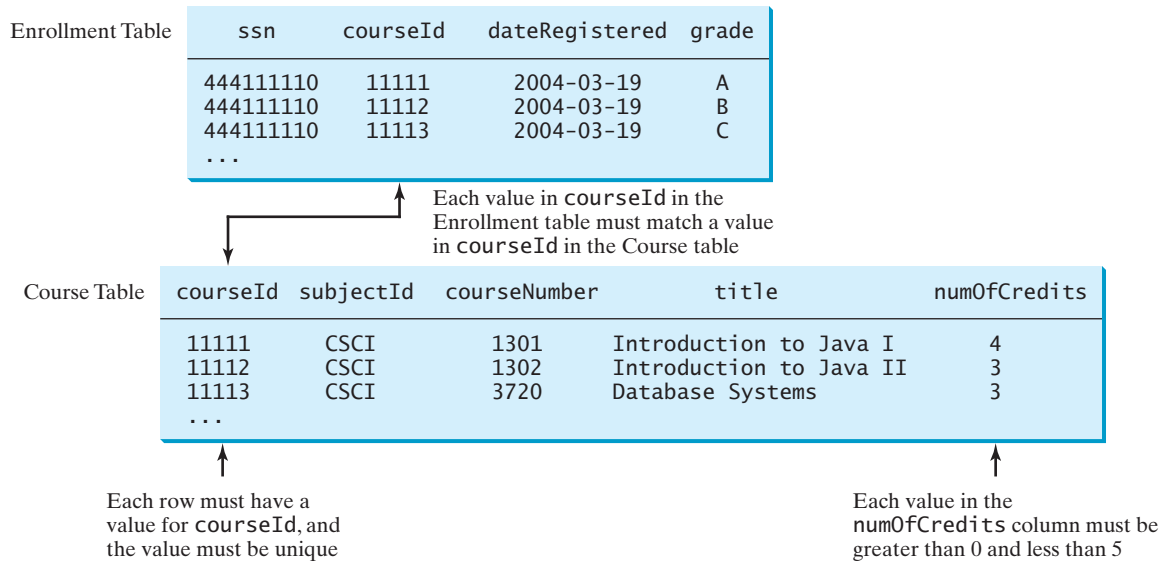 Enrollment Table
ssn courseId dateRegistered grade
444111110 11111 2004-03-19 A
444111110 11112 2004-03-19 B
444111110 11113 2004-03-19 C
...
Each value in courseId in the
Enrollment table must match a value
in courseId in the Course table
Course Table
courseId subjectId courseNumber title numOfCredits
11111 CSCI 1301 Introduction to Java I 4
11112 CSCI 1302 Introduction to Java II 3
11113 CSCI 3720 Database Systems 3
...
Each row must have a
value for courseId, and
the value must be unique
Each value in the
numOfCredits column must be
greater than 0 and less than 5